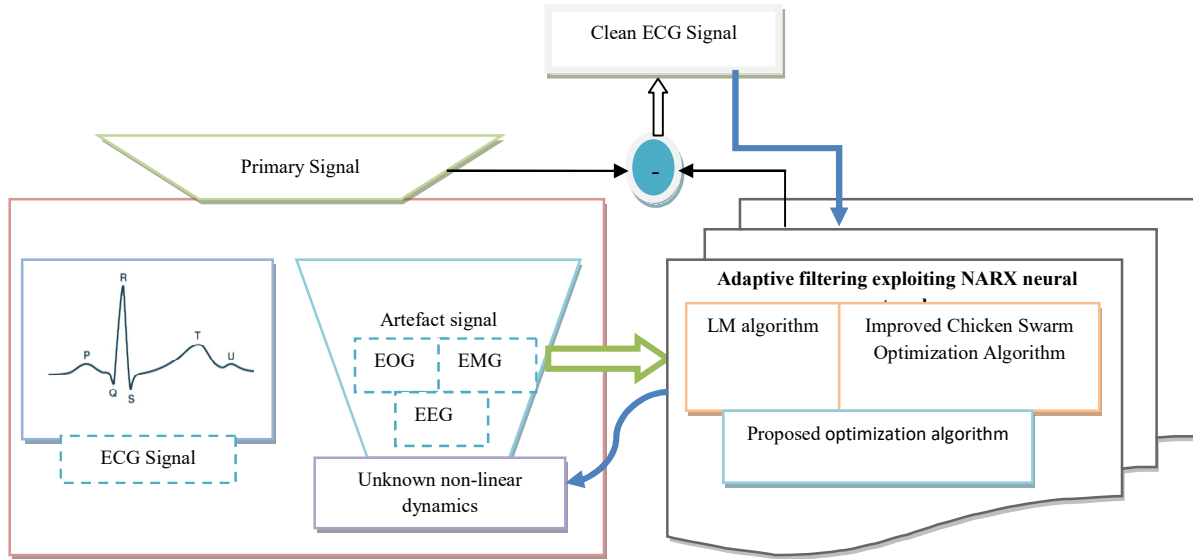 Clean ECG Signal
Primary Signal
-
R
P
T
U
Q
S
ECG Signal
Artefact signal
EOG
EMG
EEG
Unknown non-linear
dynamics
Adaptive filtering exploiting NARX neural
LM algorithm
Improved Chicken Swarm
Optimization Algorithm
Proposed optimization algorithm